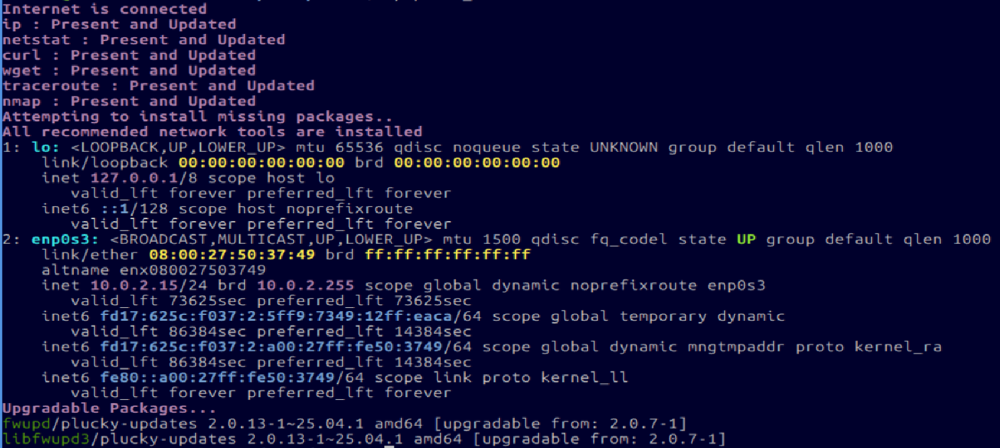 Internet is connected
ip : Present and Updated
netstat : Present and Updated
curl : Present and Updated
wget : Present and Updated
traceroute : Present and Updated
nmap : Present and Updated
Attempting to install missing packages..
All recommended network tools are installed
1: lo: <LOOPBACK,UP,LOWER_UP> mtu 65536 qdisc noqueue state UNKNOWN group default qlen 1000
    link/loopback 00:00:00:00:00:00 brd 00:00:00:00:00:00
    inet 127.0.0.1/8 scope host lo
       valid_lft forever preferred_lft forever
    inet6 ::1/128 scope host noprefixroute
       valid_lft forever preferred_lft forever
2: enp0s3: <BROADCAST,MULTICAST,UP,LOWER_UP> mtu 1500 qdisc fq_codel state UP group default qlen 1000
    link/ether 08:00:27:50:37:49 brd ff:ff:ff:ff:ff:ff
    altname enx080027503749
    inet 10.0.2.15/24 brd 10.0.2.255 scope global dynamic noprefixroute enp0s3
       valid_lft 73625sec preferred_lft 73625sec
    inet6 fd17:625c:f037:2:5ff9:7349:12ff:eaca/64 scope global temporary dynamic
       valid_lft 86384sec preferred_lft 14384sec
    inet6 fd17:625c:f037:2:a00:27ff:fe50:3749/64 scope global dynamic mngtmpaddr proto kernel_ra
       valid_lft 86384sec preferred_lft 14384sec
    inet6 fe80::a00:27ff:fe50:3749/64 scope link proto kernel_ll
       valid_lft forever preferred_lft forever
Upgradable Packages...
fwupd/plucky-updates 2.0.13-1~25.04.1 amd64 [upgradable from: 2.0.7-1]
libfwupd3/plucky-updates 2.0.13-1~25.04.1 amd64 [upgradable from: 2.0.7-1]